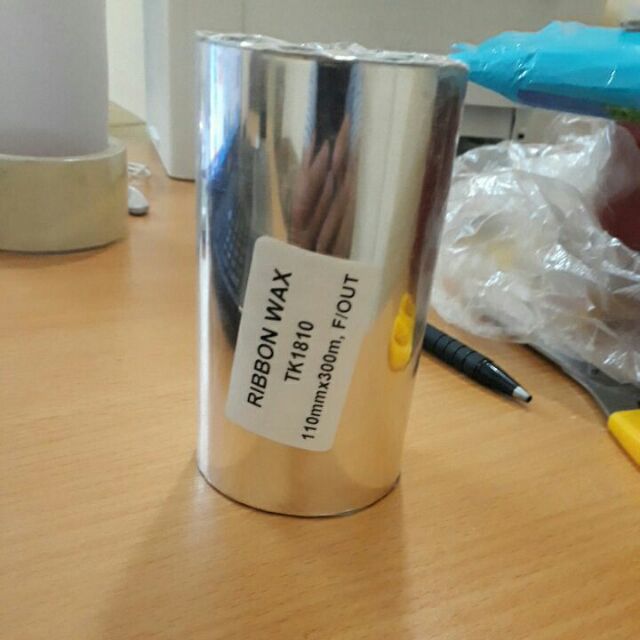 RIBBON WAX
TK1810
110mmx300m, F/OUT